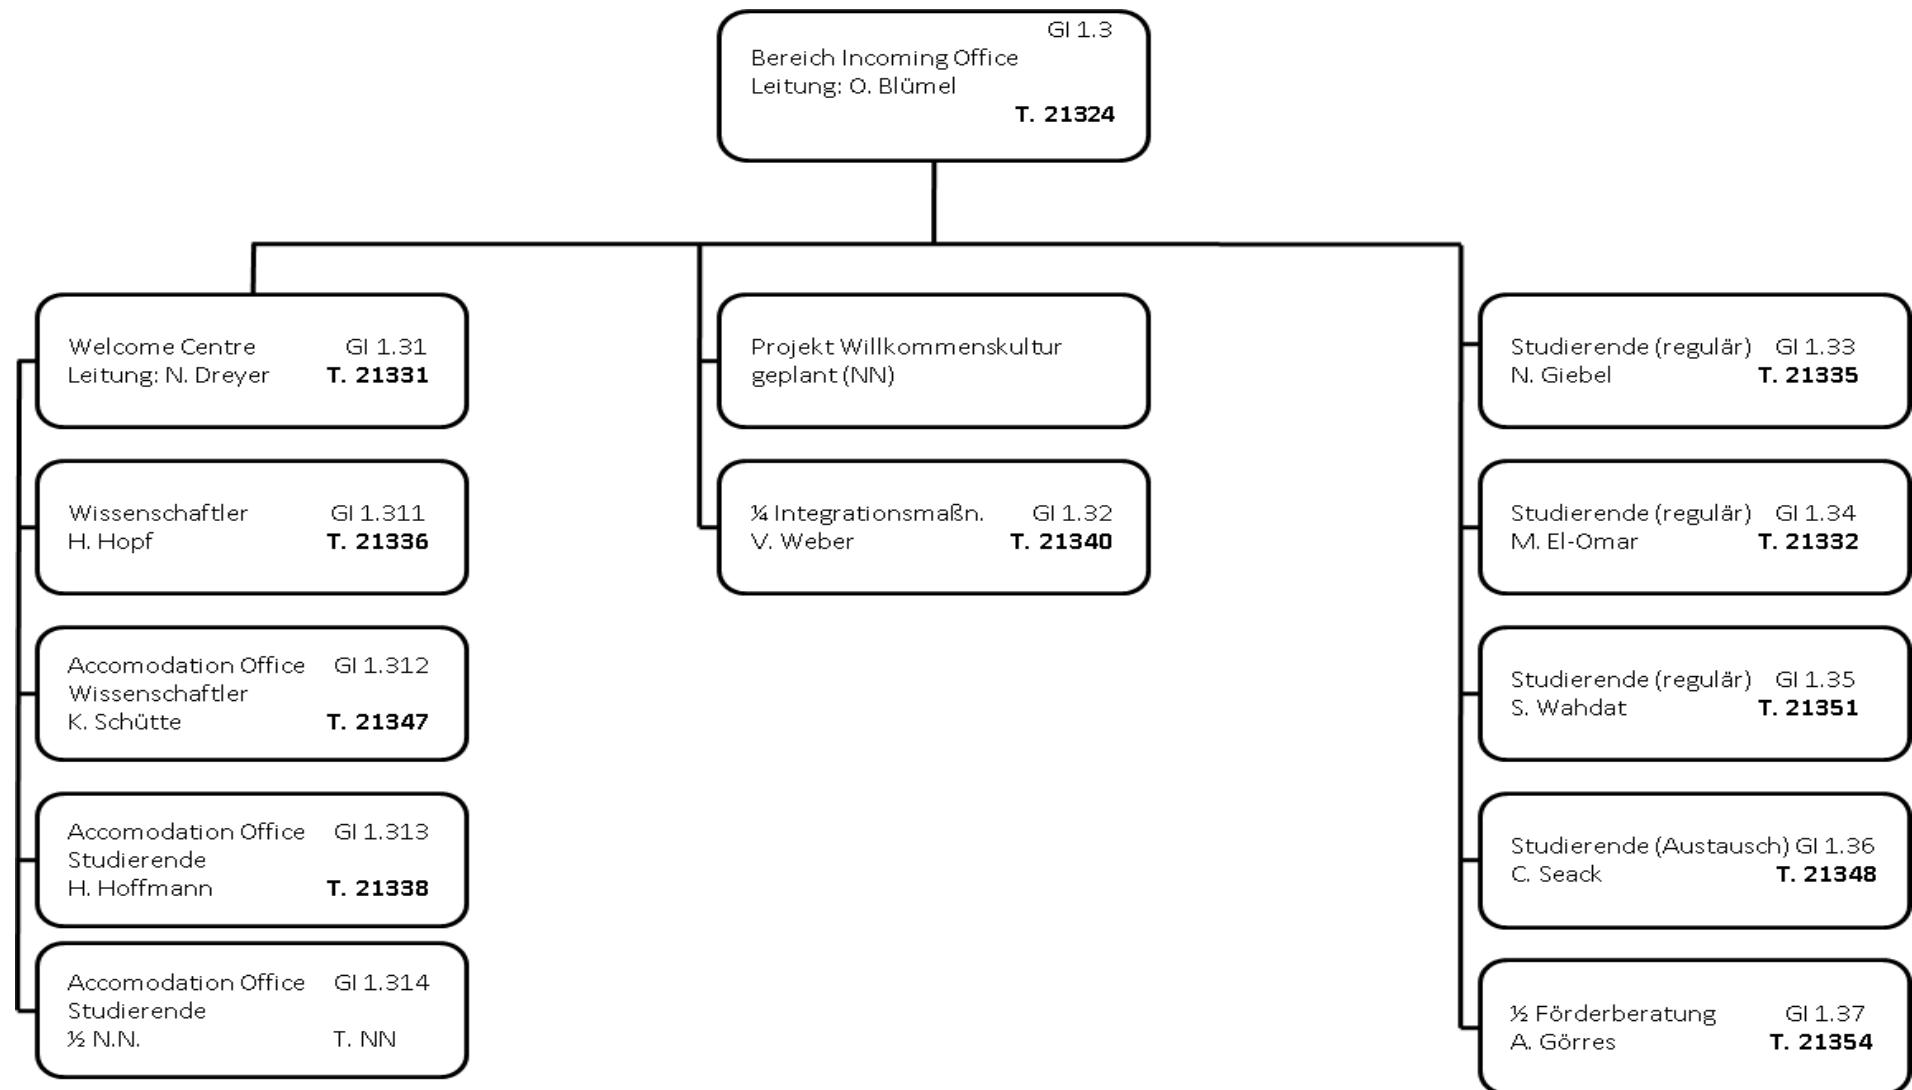 GI 1.3
Bereich Incoming Office
Leitung: O. Blümel
T. 21324
Welcome Centre GI 1.31
Leitung: N. Dreyer T. 21331
Wissenschaftler GI 1.311
H. Hopf T. 21336
Accomodation Office GI 1.312
Wissenschaftler
K. Schütte T. 21347
Accomodation Office GI 1.313
Studierende
H. Hoffmann T. 21338
Accomodation Office GI 1.314
Studierende
½ N.N. T. NN
Projekt Willkommenskultur
geplant (NN)
¼ Integrationsmaßn. GI 1.32
V. Weber T. 21340
Studierende (regulär) GI 1.33
N. Giebel T. 21335
Studierende (regulär) GI 1.34
M. El-Omar T. 21332
Studierende (regulär) GI 1.35
S. Wahdat T. 21351
Studierende (Austausch) GI 1.36
C. Seack T. 21348
½ Förderberatung GI 1.37
A. Görres T. 21354